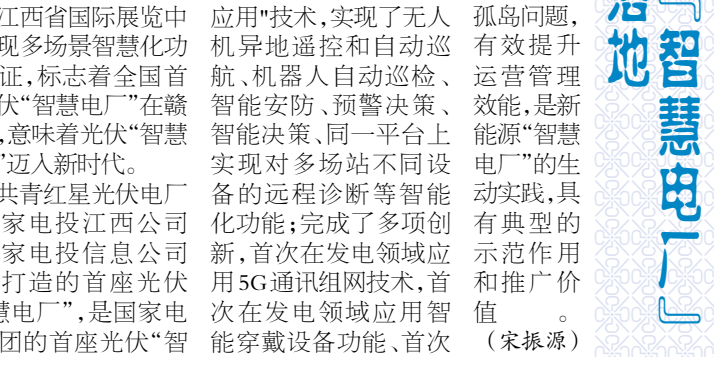 『智慧电厂』
落地
江西省国际展览中
现多场景智慧化功
证,标志着全国首
伏“智慧电厂”在赣
,意味着光伏“智慧
”迈入新时代。
共青红星光伏电厂
家电投江西公司
家电投信息公司
打造的首座光伏
慧电厂”,是国家电
团的首座光伏“智
应用"技术,实现了无人
机异地遥控和自动巡
航、机器人自动巡检、
智能安防、预警决策、
智能决策、同一平台上
实现对多场站不同设
备的远程诊断等智能
化功能;完成了多项创
新,首次在发电领域应
用5G通讯组网技术,首
次在发电领域应用智
能穿戴设备功能、首次
孤岛问题,
有效提升
运营管理
效能,是新
能源“智慧
电厂”的生
动实践,具
有典型的
示范作用
和推广价
值。
(宋振源)